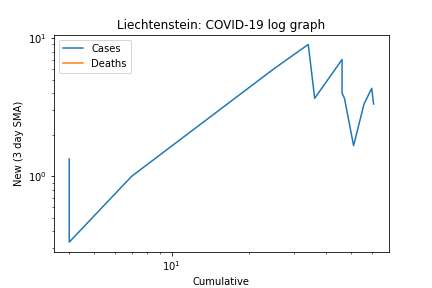 Liechtenstein: COVID-19 log graph
Cases
Deaths
New (3 day SMA)
10¹
10⁰
10¹
Cumulative